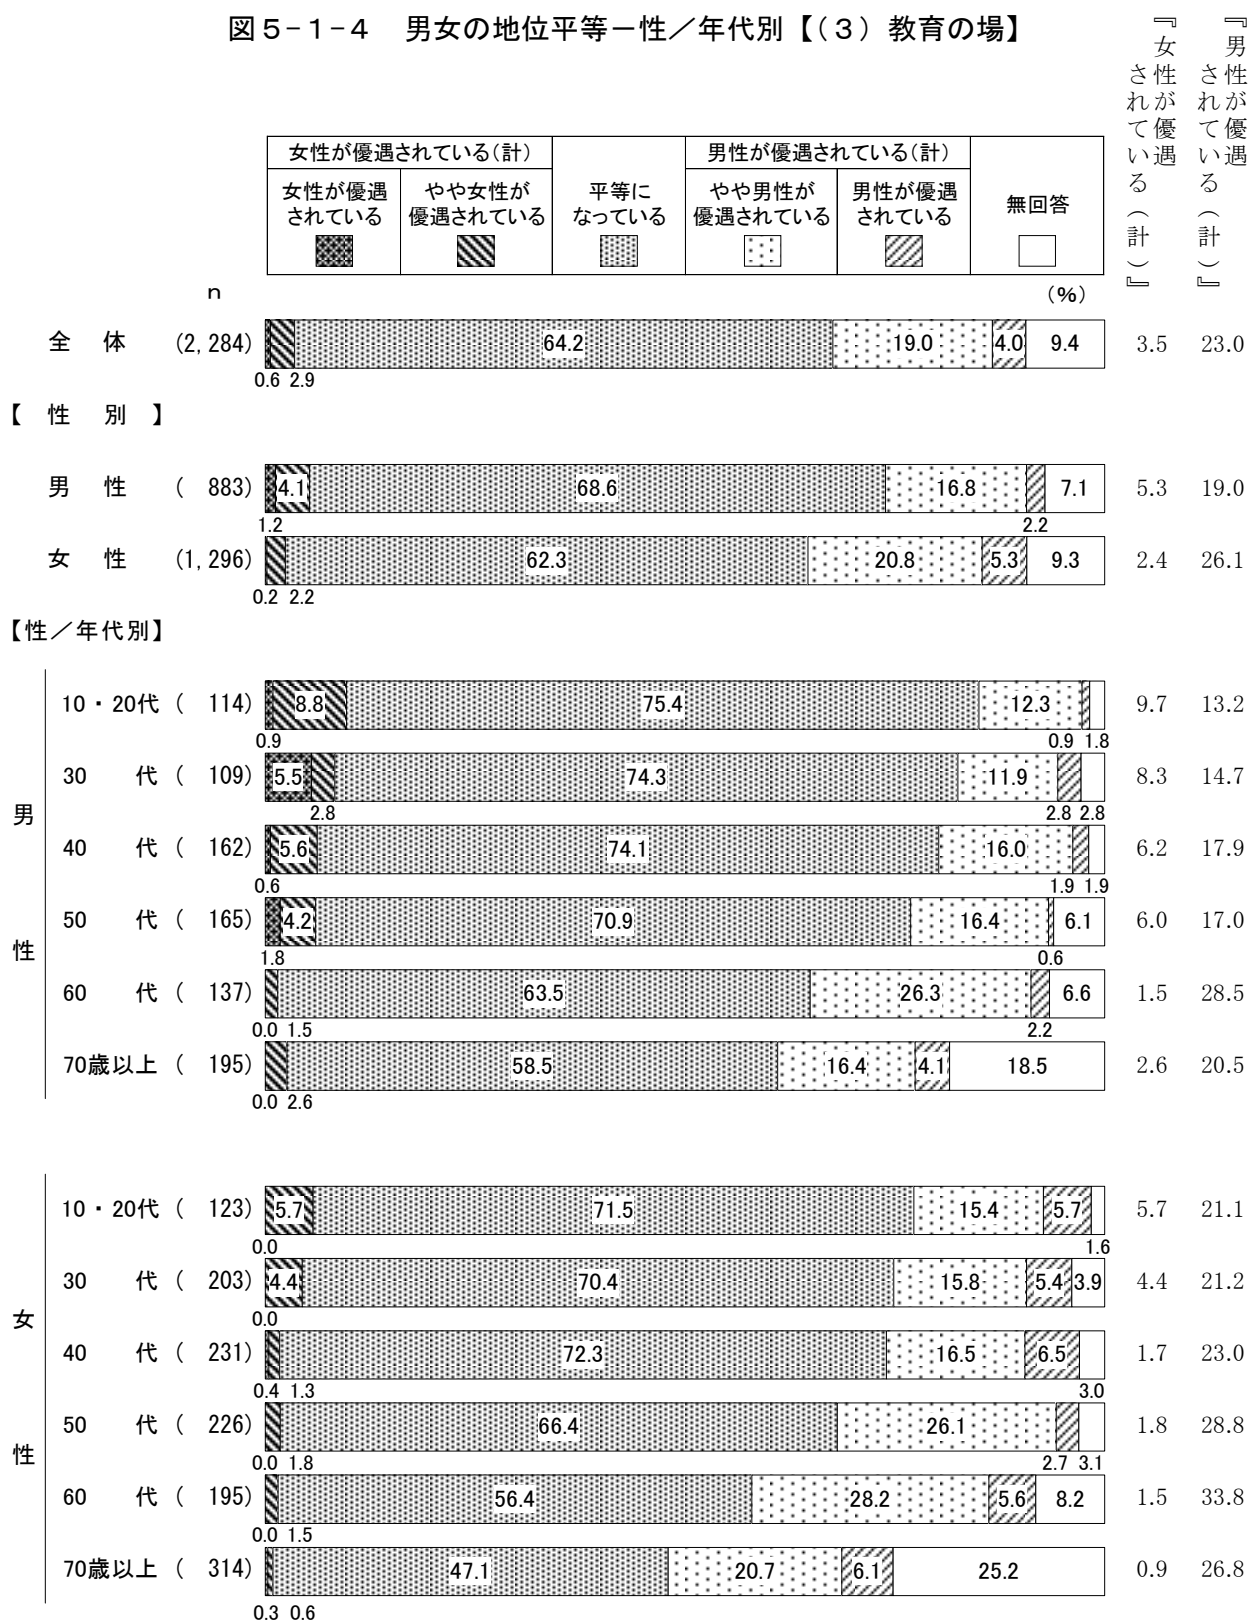 図５−１−４　男女の地位平等－性／年代別【（３）教育の場】
『女性が優遇されている（計）』
『男性が優遇されている（計）』
女性が優遇されている（計）
男性が優遇されている（計）
女性が優遇されている
やや女性が優遇されている
平等になっている
やや男性が優遇されている
男性が優遇されている
無回答
ｎ
（％）
全　体 (2,284) 0.6 2.9 64.2 19.0 4.0 9.4 3.5 23.0
【　性　別　】
男　性 ( 883) 1.2 4.1 68.6 16.8 2.2 7.1 5.3 19.0
女　性 (1,296) 0.2 2.2 62.3 20.8 5.3 9.3 2.4 26.1
【性／年代別】
男性
10・20代 ( 114) 0.9 8.8 75.4 12.3 0.9 1.8 9.7 13.2
30　代 ( 109) 5.5 2.8 74.3 11.9 2.8 2.8 8.3 14.7
40　代 ( 162) 0.6 5.6 74.1 16.0 1.9 1.9 6.2 17.9
50　代 ( 165) 1.8 4.2 70.9 16.4 0.6 6.1 6.0 17.0
60　代 ( 137) 0.0 1.5 63.5 26.3 2.2 6.6 1.5 28.5
70歳以上 ( 195) 0.0 2.6 58.5 16.4 4.1 18.5 2.6 20.5
女性
10・20代 ( 123) 0.0 5.7 71.5 15.4 5.7 1.6 5.7 21.1
30　代 ( 203) 0.0 4.4 70.4 15.8 5.4 3.9 4.4 21.2
40　代 ( 231) 0.4 1.3 72.3 16.5 6.5 3.0 1.7 23.0
50　代 ( 226) 0.0 1.8 66.4 26.1 2.7 3.1 1.8 28.8
60　代 ( 195) 0.0 1.5 56.4 28.2 5.6 8.2 1.5 33.8
70歳以上 ( 314) 0.3 0.6 47.1 20.7 6.1 25.2 0.9 26.8